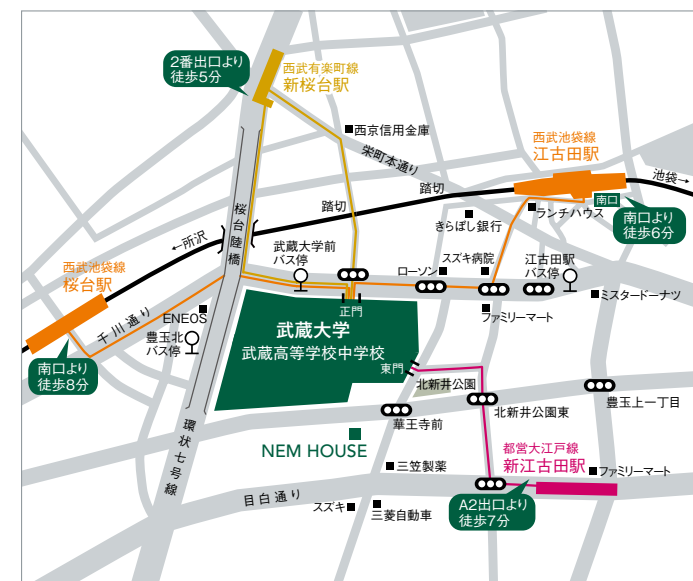 2番出口より
徒歩5分
西武有楽町線
新桜台駅
西京信用金庫
栄町本通り
西武池袋線
江古田駅
池袋→
踏切
南口
ランチハウス
南口より
徒歩6分
きらぼし銀行
踏切
桜台陸橋
←所沢
武蔵大学前
バス停
ローソン
スズキ病院
江古田駅
バス停
西武池袋線
桜台駅
千川通り
ENEOS
豊玉北
バス停
正門
ファミリーマート
ミスタードーナツ
武蔵大学
武蔵高等学校中学校
南口より
徒歩8分
東門
北新井公園
北新井公園東
豊玉上一丁目
華王寺前
環状七号線
NEM HOUSE
都営大江戸線
新江古田駅
三笠製薬
ファミリーマート
目白通り
スズキ
三菱自動車
A2出口より
徒歩7分